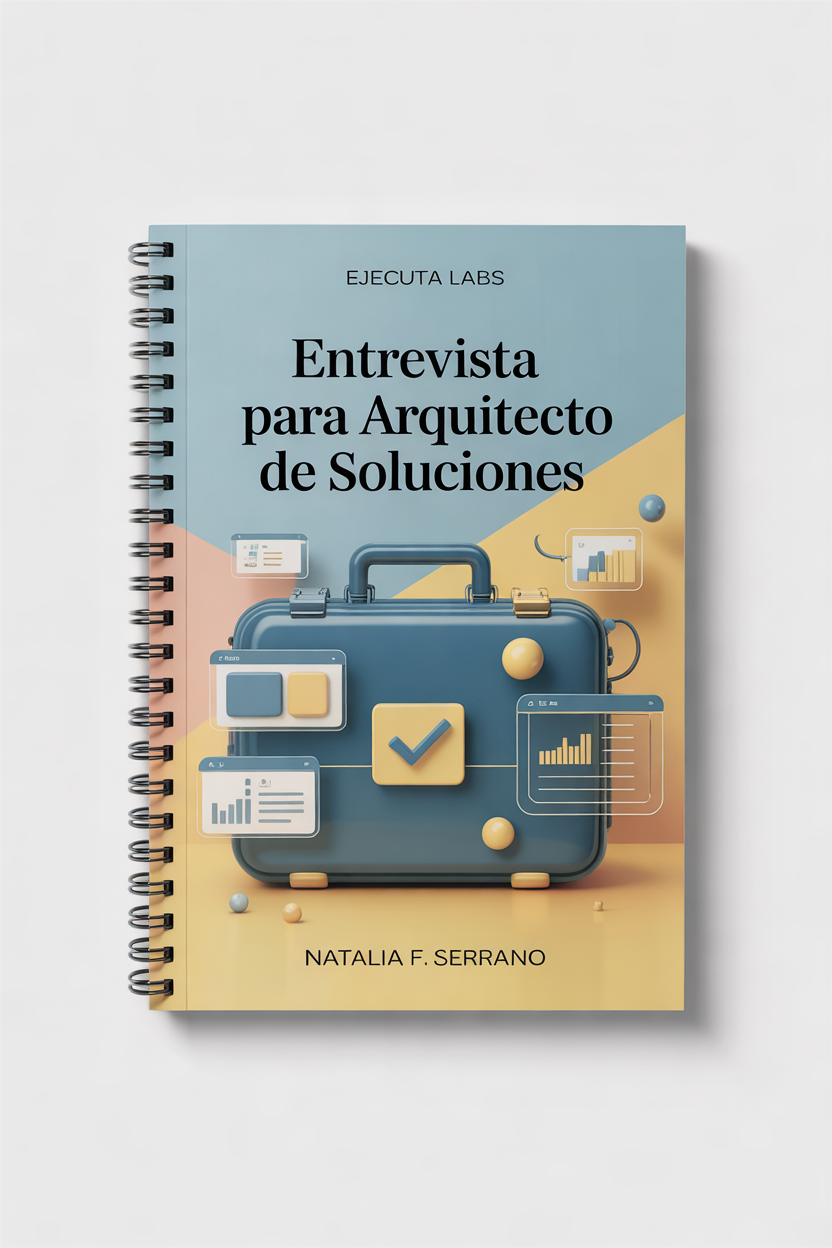 EJECUTA LABS
Entrevista
para Arquitecto
de Soluciones
NATALIA F. SERRANO